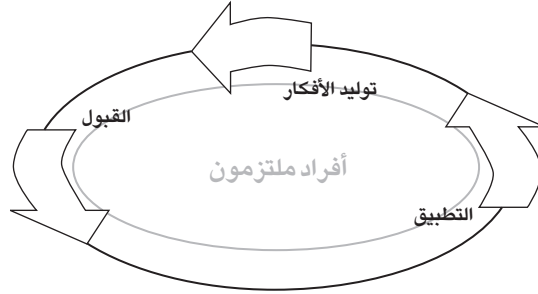 توليد الأفكار
القبول
أفراد ملتزمون
التطبيق